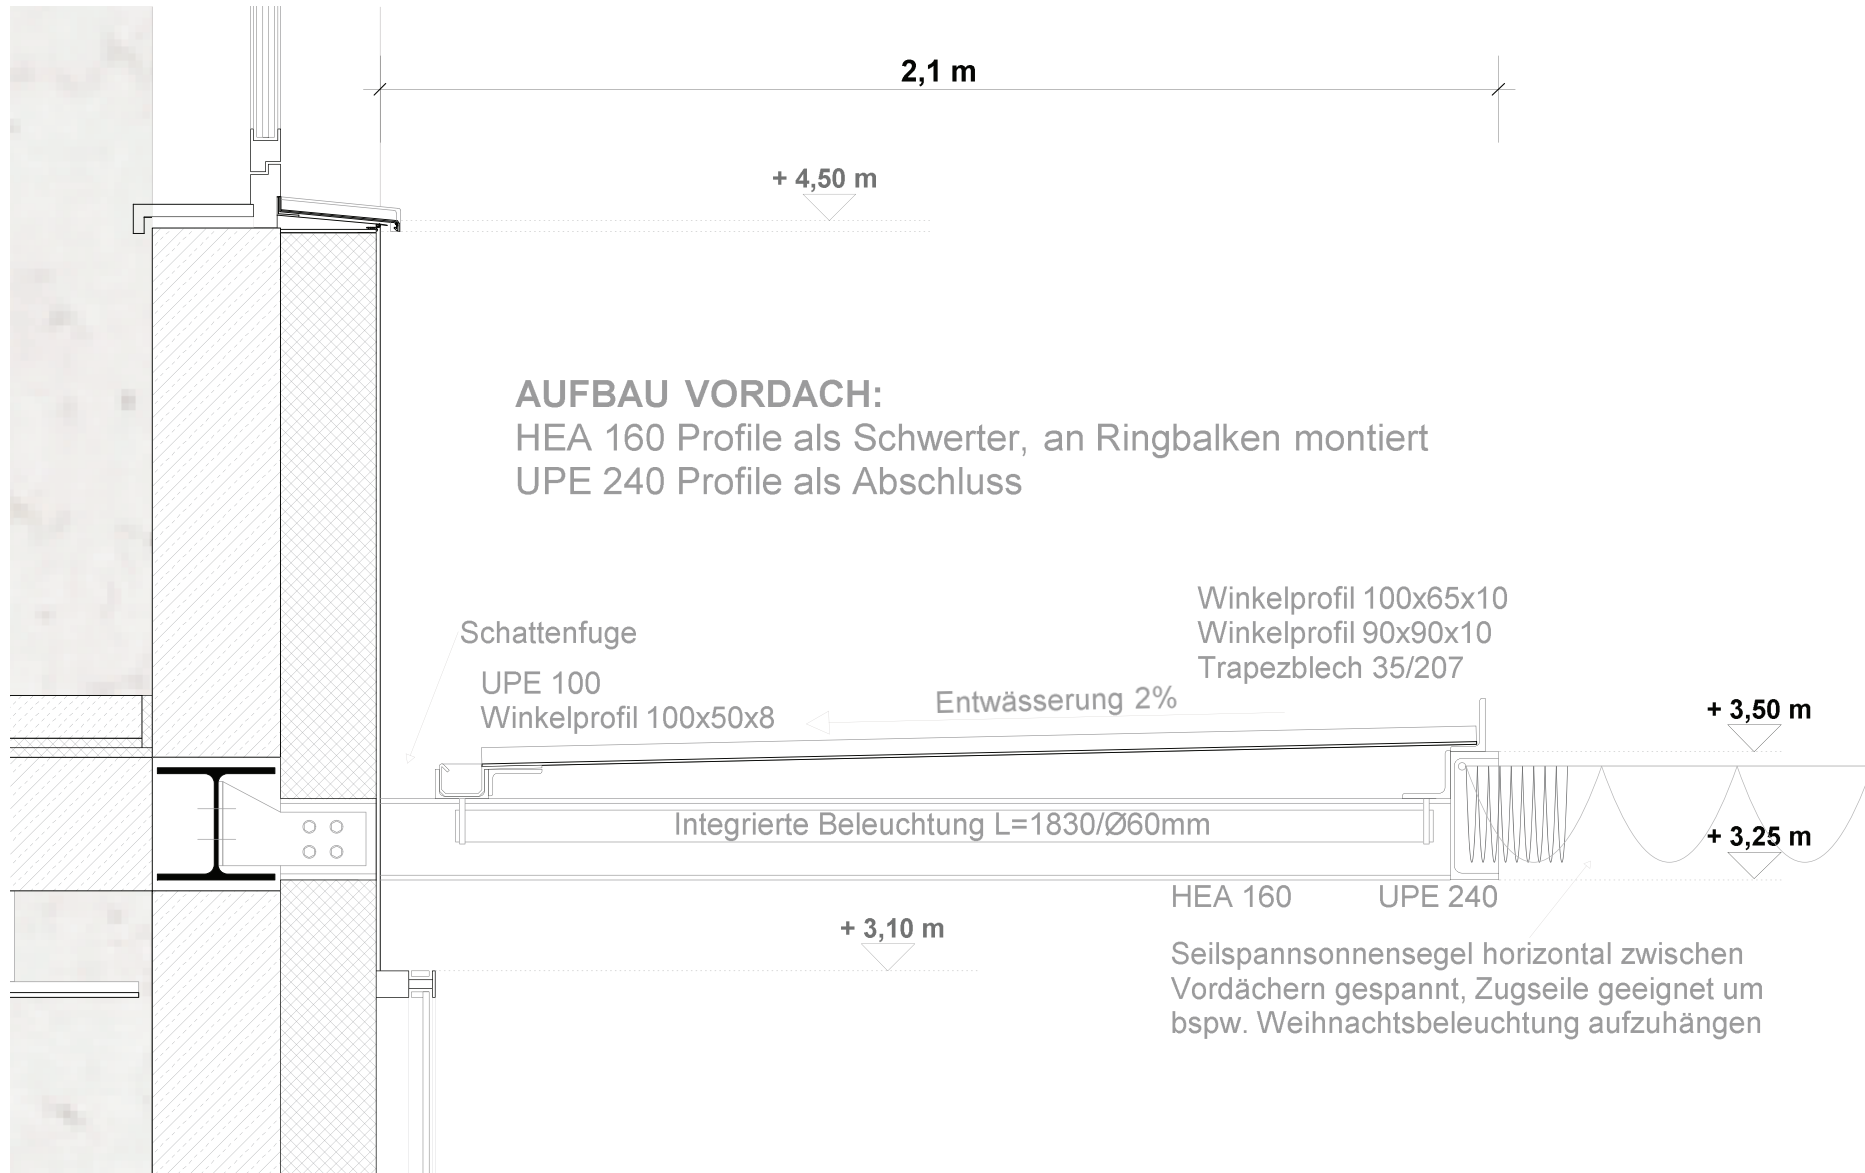 2,1 m
+ 4,50 m
AUFBAU VORDACH:
HEA 160 Profile als Schwerter, an Ringbalken montiert
UPE 240 Profile als Abschluss
Schattenfuge
UPE 100
Winkelprofil 100x50x8
Entwässerung 2%
Winkelprofil 100x65x10
Winkelprofil 90x90x10
Trapezblech 35/207
+ 3,50 m
Integrierte Beleuchtung L=1830/Ø60mm
+ 3,25 m
HEA 160
UPE 240
+ 3,10 m
Seilspannsonnensegel horizontal zwischen
Vordächern gespannt, Zugseile geeignet um
bspw. Weihnachtsbeleuchtung aufzuhängen